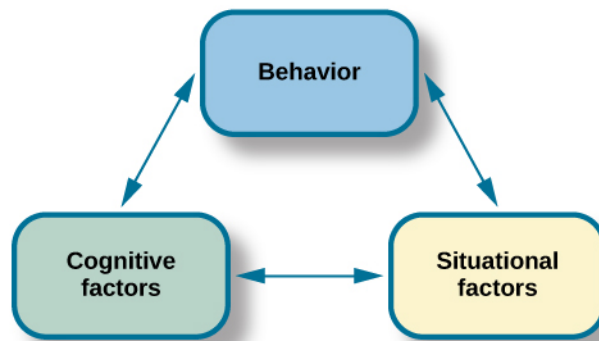 Behavior
Cognitive
factors
Situational
factors